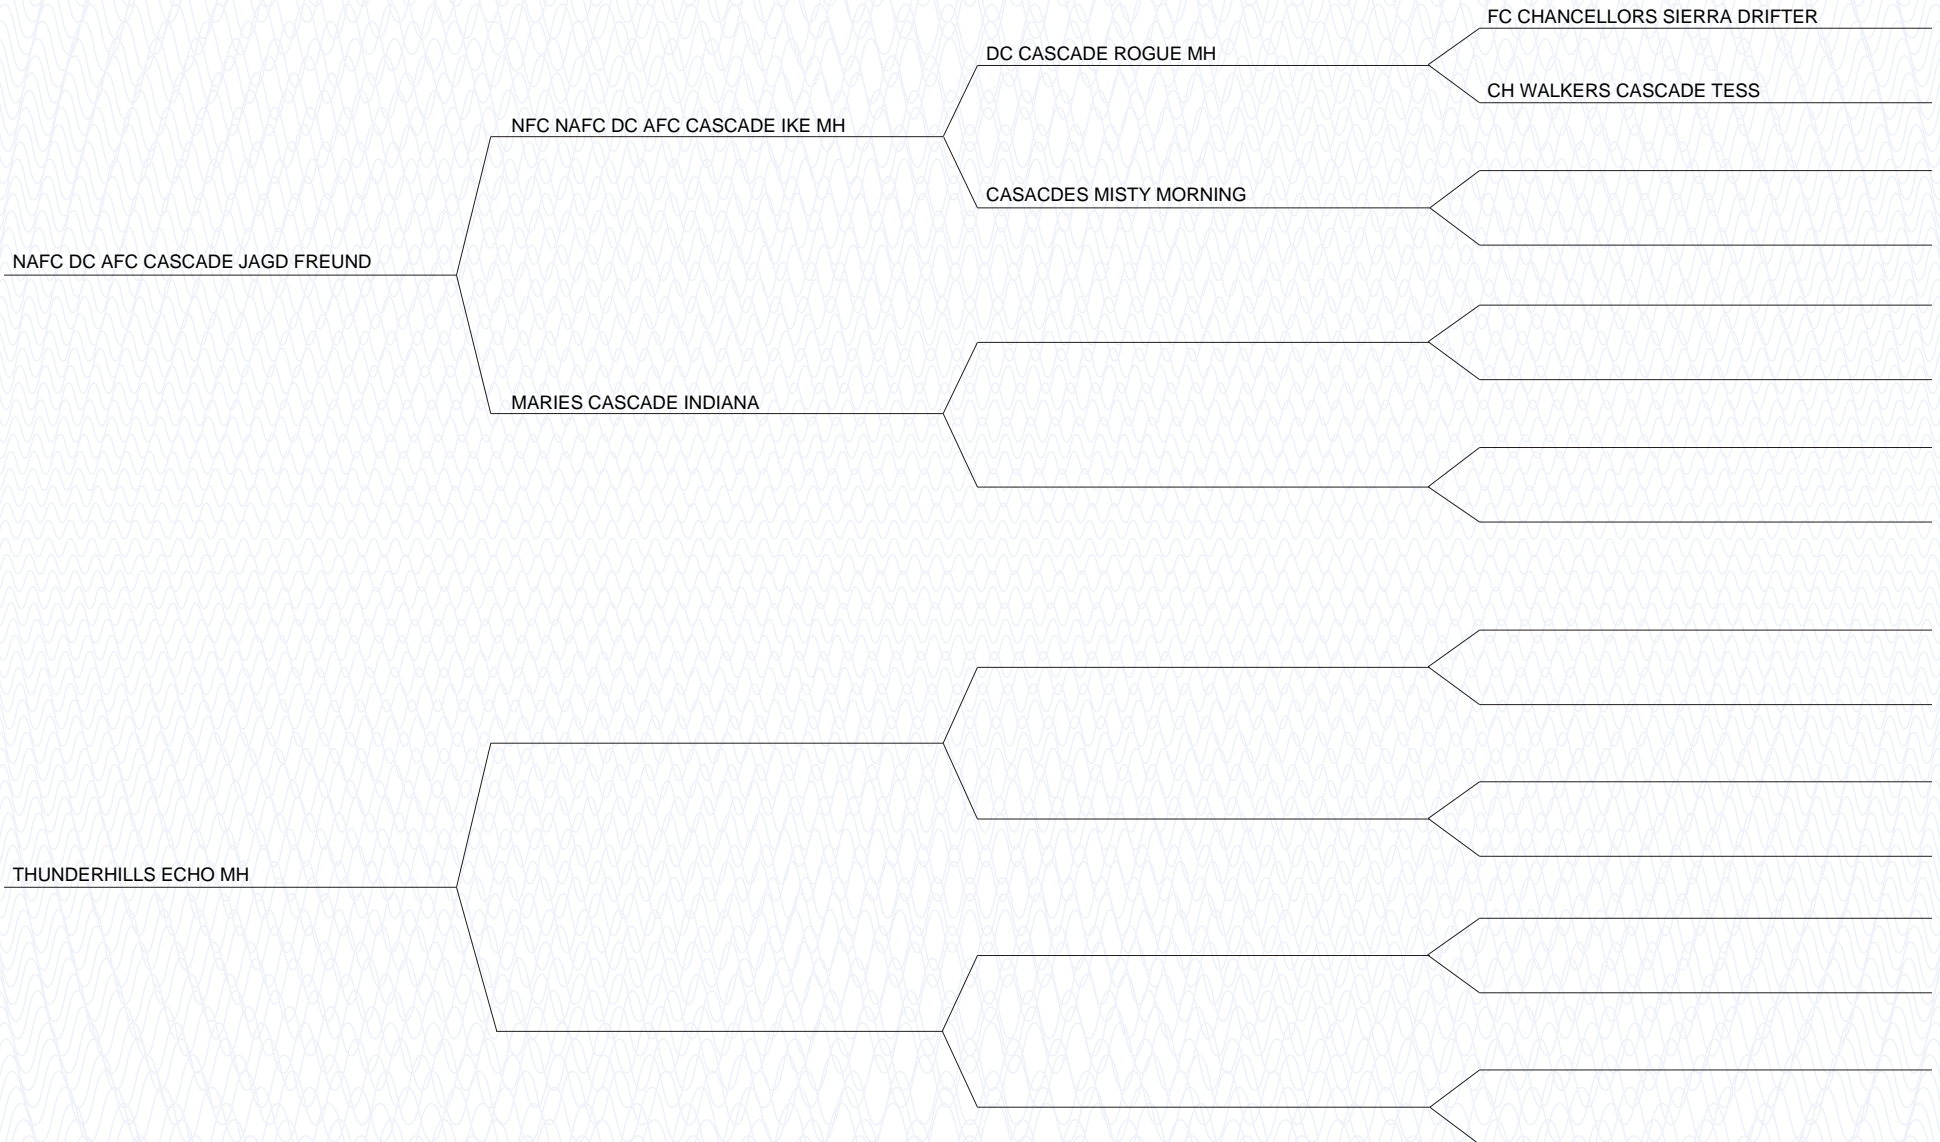 FC CHANCELLORS SIERRA DRIFTER
DC CASCADE ROGUE MH
CH WALKERS CASCADE TESS
NFC NAFC DC AFC CASCADE IKE MH
CASACDES MISTY MORNING
NAFC DC AFC CASCADE JAGD FREUND
MARIES CASCADE INDIANA
THUNDERHILLS ECHO MH